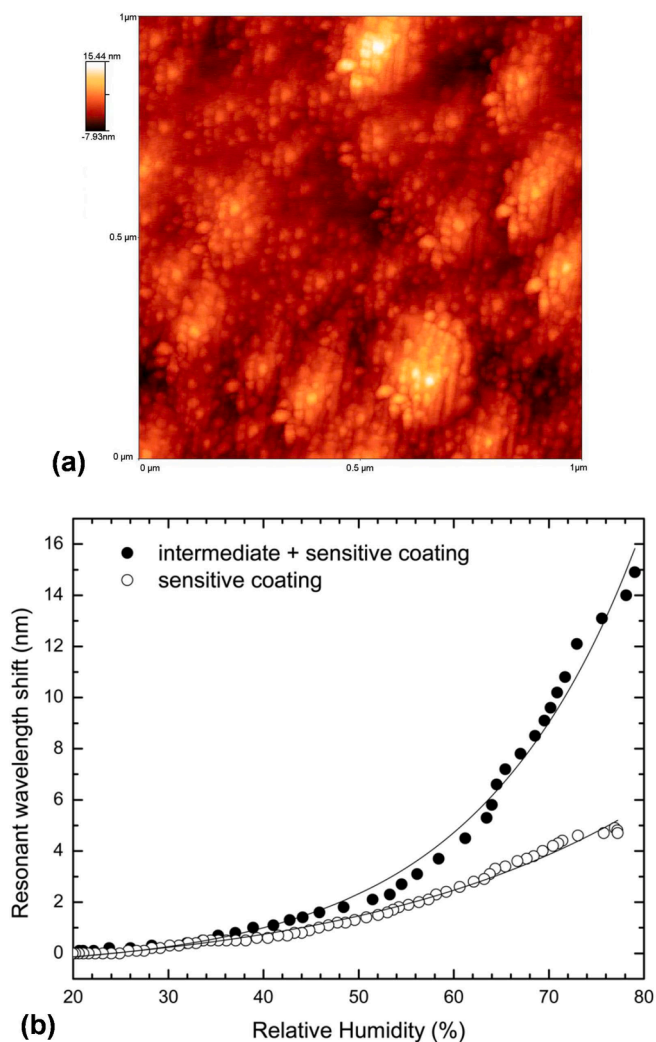 1µm
15.44 nm
-7.93nm
0.5 µm
0 µm
(a)
0 µm
0.5 µm
1µm
16
14
12
10
8
6
4
2
0
Resonant wavelength shift (nm)
intermediate + sensitive coating
sensitive coating
20 30 40 50 60 70 80
(b)
Relative Humidity (%)